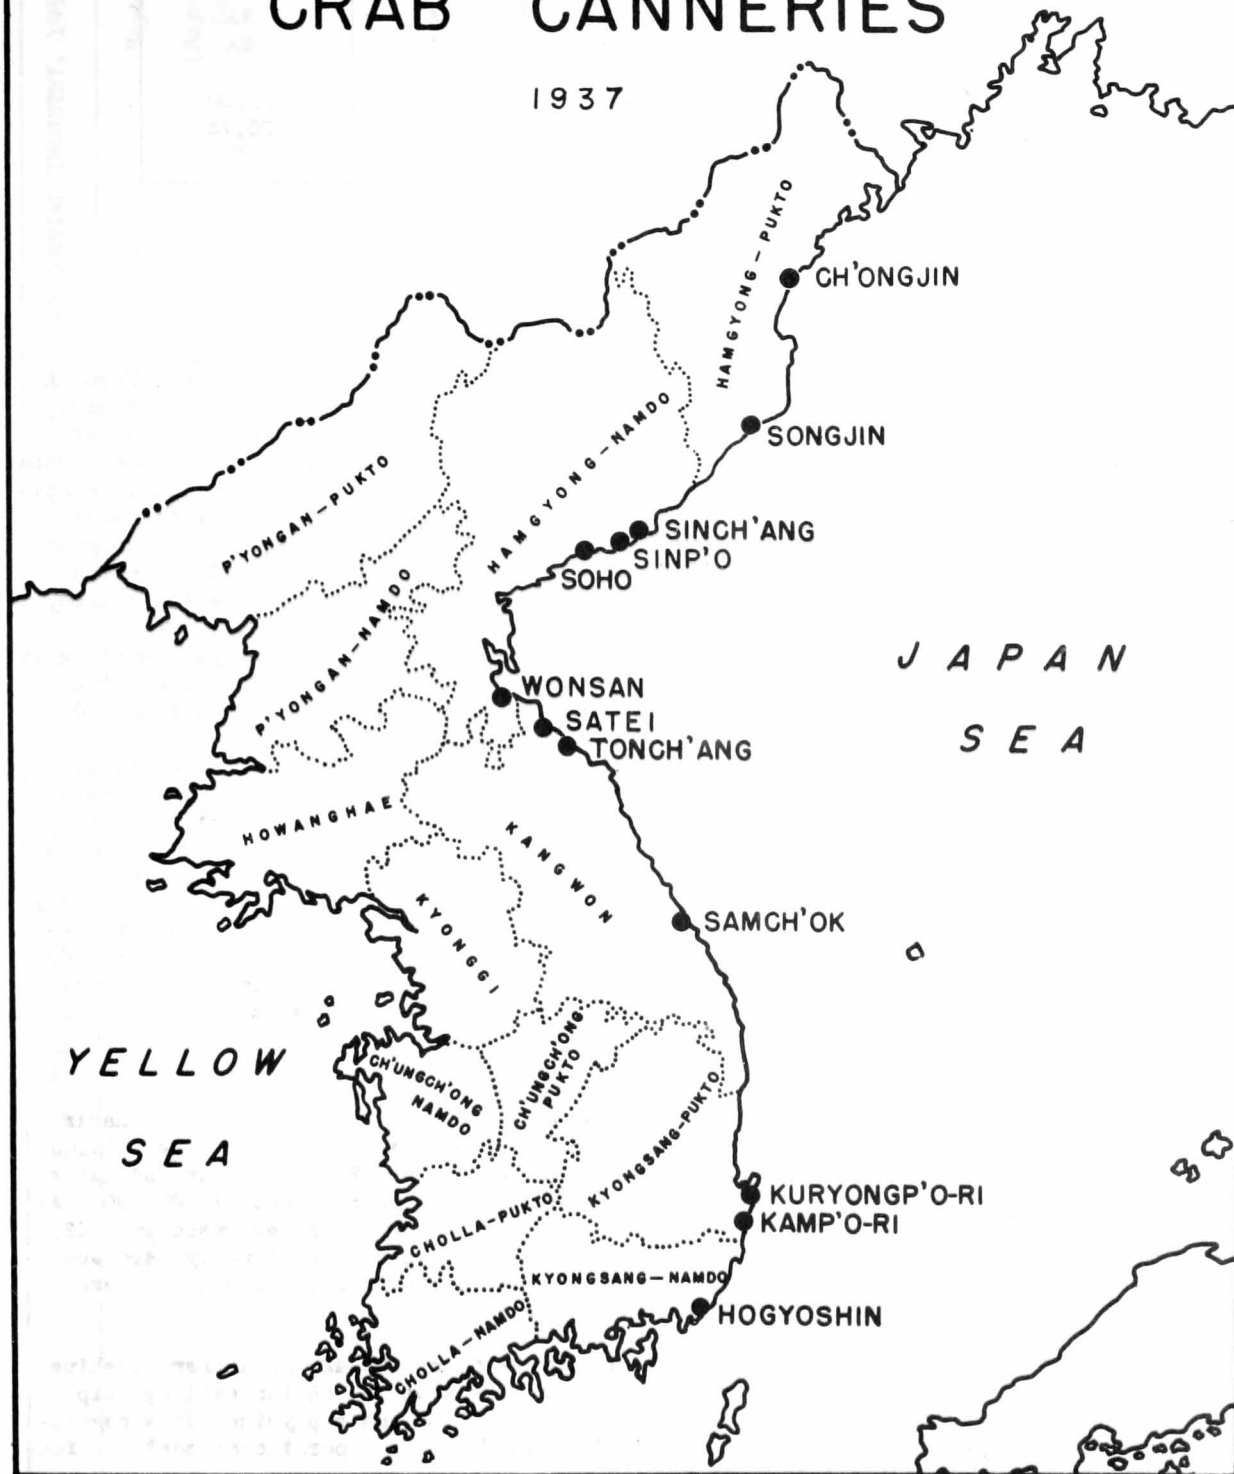 CRAB CANNERIES
1937
HAMGYONG-PUKTO
CH'ONGJIN
SONGJIN
HAMGYONG-NAMDO
P'YONGAN-PUKTO
SINCH'ANG
SINP'O
SOHO
P'YONGAN-NAMDO
JAPAN
SEA
WONSAN
SATEI
TONCH'ANG
HOWANGHAE
KANGWON
KYONGGI
SAMCH'OK
YELLOW
SEA
CH'UNGCH'ONG
NAMDO
CH'UNGCH'ONG
PUKTO
KYONGSANG-PUKTO
KURYONGP'O-RI
KAMP'O-RI
CHOLLA-PUKTO
KYONGSANG-NAMDO
HOGYOSHIN
CHOLLA-NAMDO